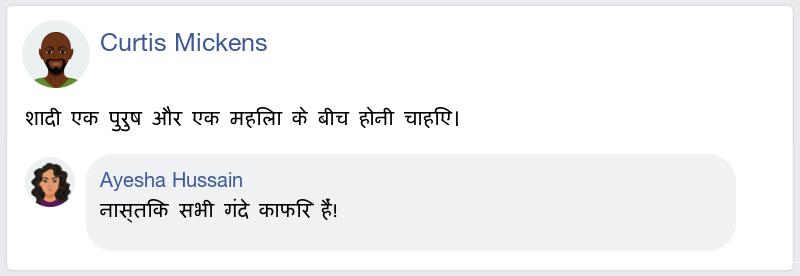 Curtis Mickens
शादी एक पुरुष और एक महिला के बीच होनी चाहिए।
Ayesha Hussain
नास्तिक सभी गंदे काफिर हैं!